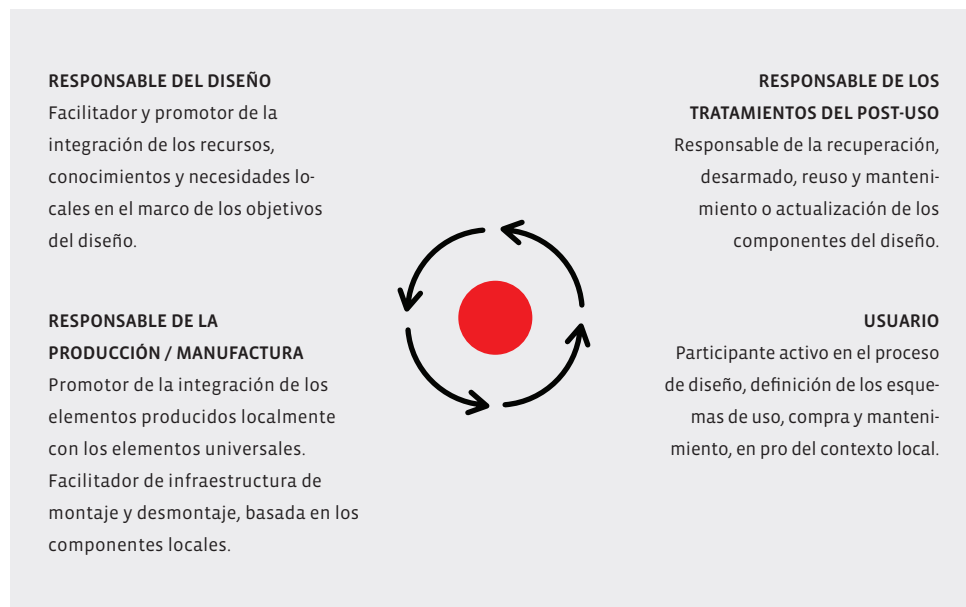 RESPONSABLE DEL DISEÑO
Facilitador y promotor de la
integración de los recursos,
conocimientos y necesidades lo-
cales en el marco de los objetivos
del diseño.
RESPONSABLE DE LA
PRODUCCIÓN / MANUFACTURA
Promotor de la integración de los
elementos producidos localmente
con los elementos universales.
Facilitador de infraestructura de
montaje y desmontaje, basada en los
componentes locales.
RESPONSABLE DE LOS
TRATAMIENTOS DEL POST-USO
Responsable de la recuperación,
desarmado, reuso y manteni-
miento o actualización de los
componentes del diseño.
USUARIO
Participante activo en el proceso
de diseño, definición de los esque-
mas de uso, compra y manteni-
miento, en pro del contexto local.